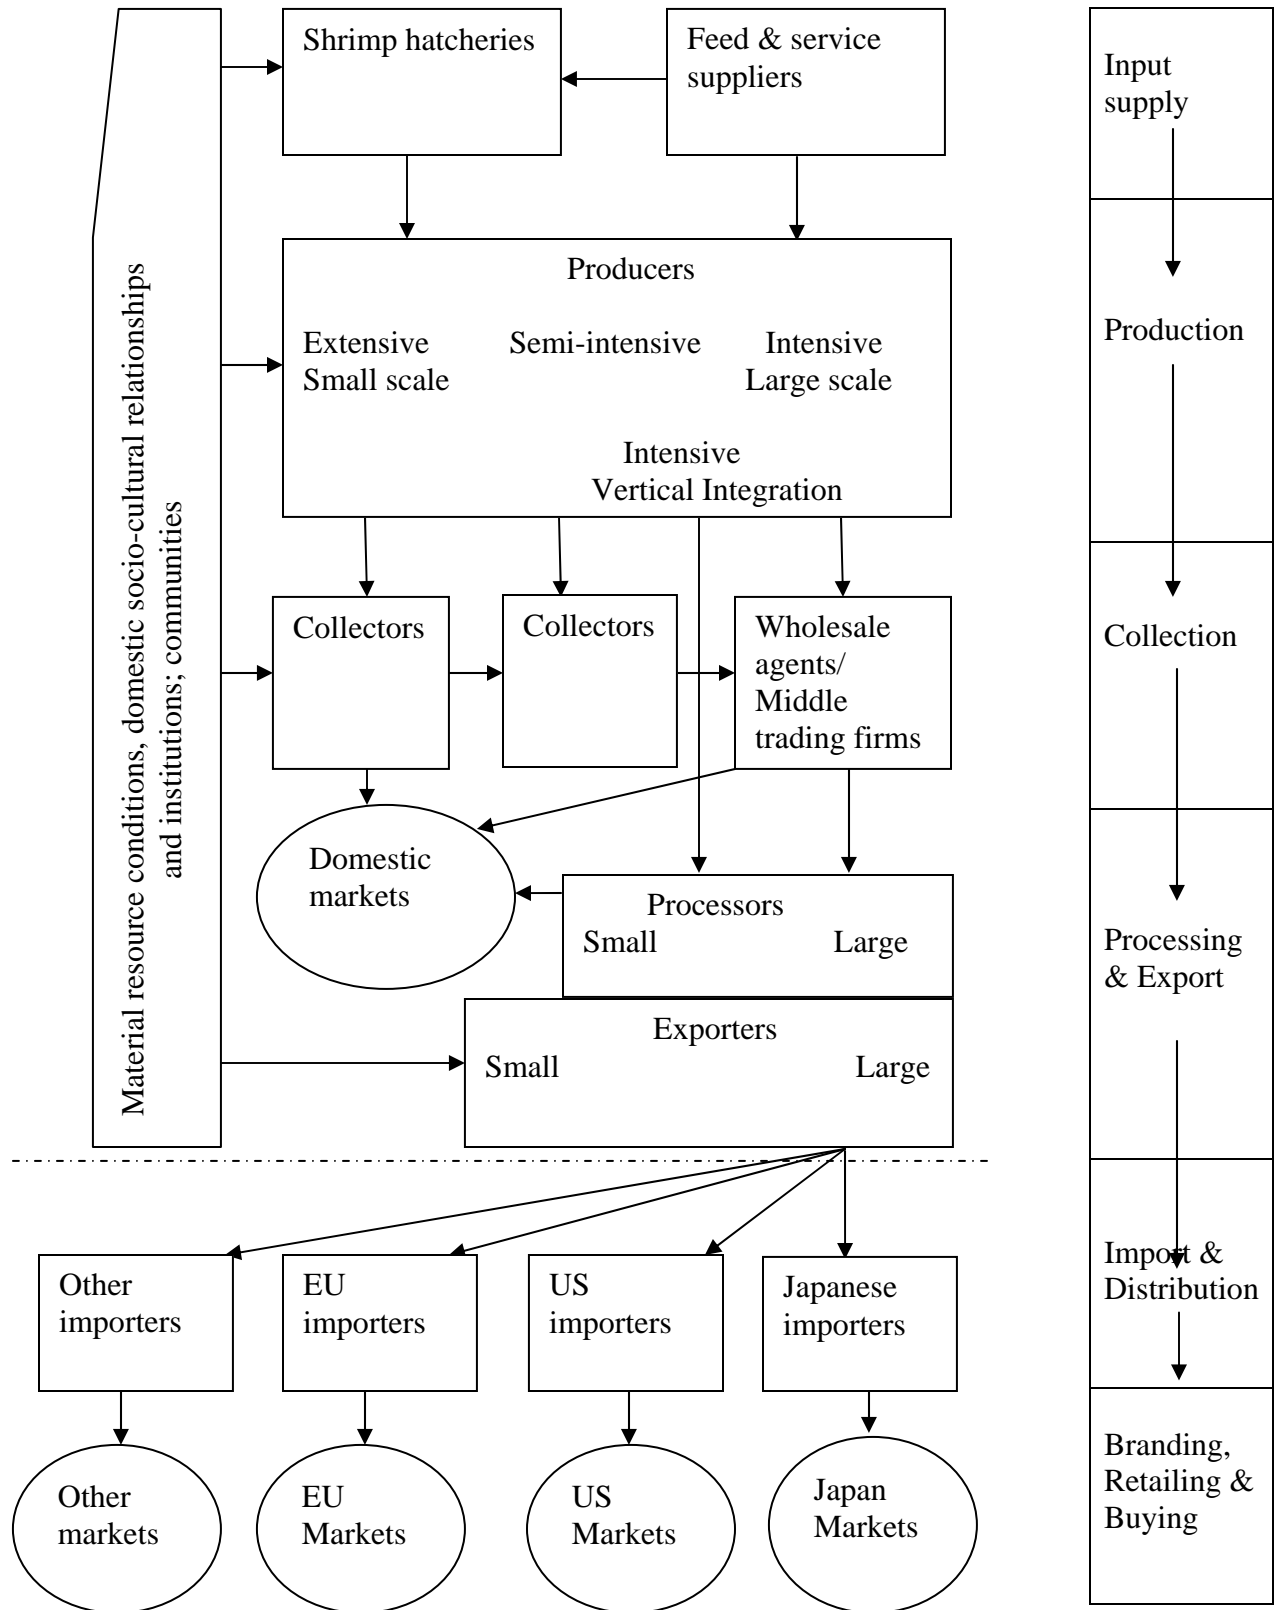 Shrimp hatcheries
Feed & service
suppliers
Input
supply
Material resource conditions, domestic socio-cultural relationships
and institutions; communities
Producers
Extensive
Small scale
Semi-intensive
Intensive
Large scale
Intensive
Vertical Integration
Production
Collectors
Collectors
Wholesale
agents/
Middle
trading firms
Collection
Domestic
markets
Processors
Small Large
Processing
& Export
Exporters
Small Large
Other
importers
EU
importers
US
importers
Japanese
importers
Import &
Distribution
Other
markets
EU
Markets
US
Markets
Japan
Markets
Branding,
Retailing &
Buying